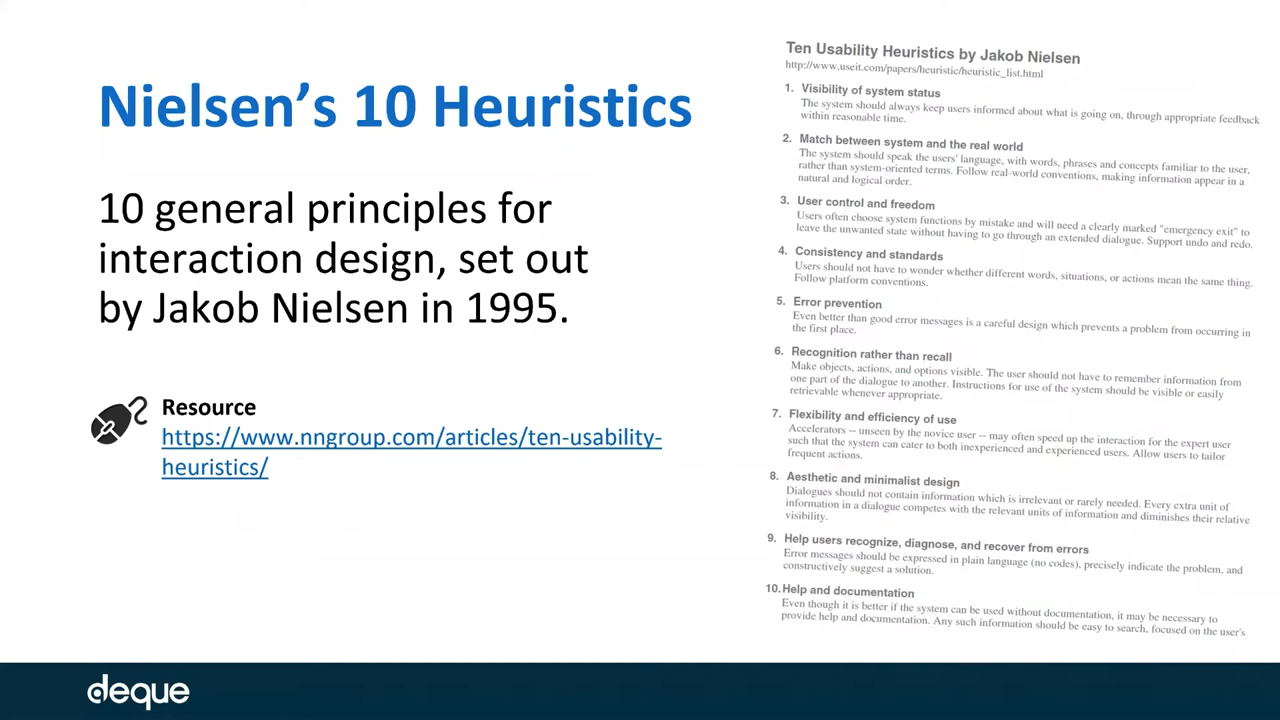 Nielsen’s 10 Heuristics
10 general principles for
interaction design, set out
by Jakob Nielsen in 1995.
Resource
https://www.nngroup.com/articles/ten-usability-
heuristics/
Ten Usability Heuristics by Jakob Nielsen
http://www.useit.com/papers/heuristic/heuristic_list.html
1. Visibility of system status
The system should always keep users informed about what is going on, through appropriate feedback
within reasonable time.
2. Match between system and the real world
The system should speak the users' language, with words, phrases and concepts familiar to the user,
rather than system-oriented terms. Follow real-world conventions, making information appear in a
natural and logical order.
3. User control and freedom
Users often choose system functions by mistake and will need a clearly marked "emergency exit" to
leave the unwanted state without having to go through an extended dialogue. Support undo and redo.
4. Consistency and standards
Users should not have to wonder whether different words, situations, or actions mean the same thing.
Follow platform conventions.
5. Error prevention
Even better than good error messages is a careful design which prevents a problem from occurring in
the first place.
6. Recognition rather than recall
Make objects, actions, and options visible. The user should not have to remember information from
one part of the dialogue to another. Instructions for use of the system should be visible or easily
retrievable whenever appropriate.
7. Flexibility and efficiency of use
Accelerators -- unseen by the novice user -- may often speed up the interaction for the expert user
such that the system can cater to both inexperienced and experienced users. Allow users to tailor
frequent actions.
8. Aesthetic and minimalist design
Dialogues should not contain information which is irrelevant or rarely needed. Every extra unit of
information in a dialogue competes with the relevant units of information and diminishes their relative
visibility.
9. Help users recognize, diagnose, and recover from errors
Error messages should be expressed in plain language (no codes), precisely indicate the problem, and
constructively suggest a solution.
10. Help and documentation
Even though it is better if the system can be used without documentation, it may be necessary to
provide help and documentation. Any such information should be easy to search, focused on the user's
deque